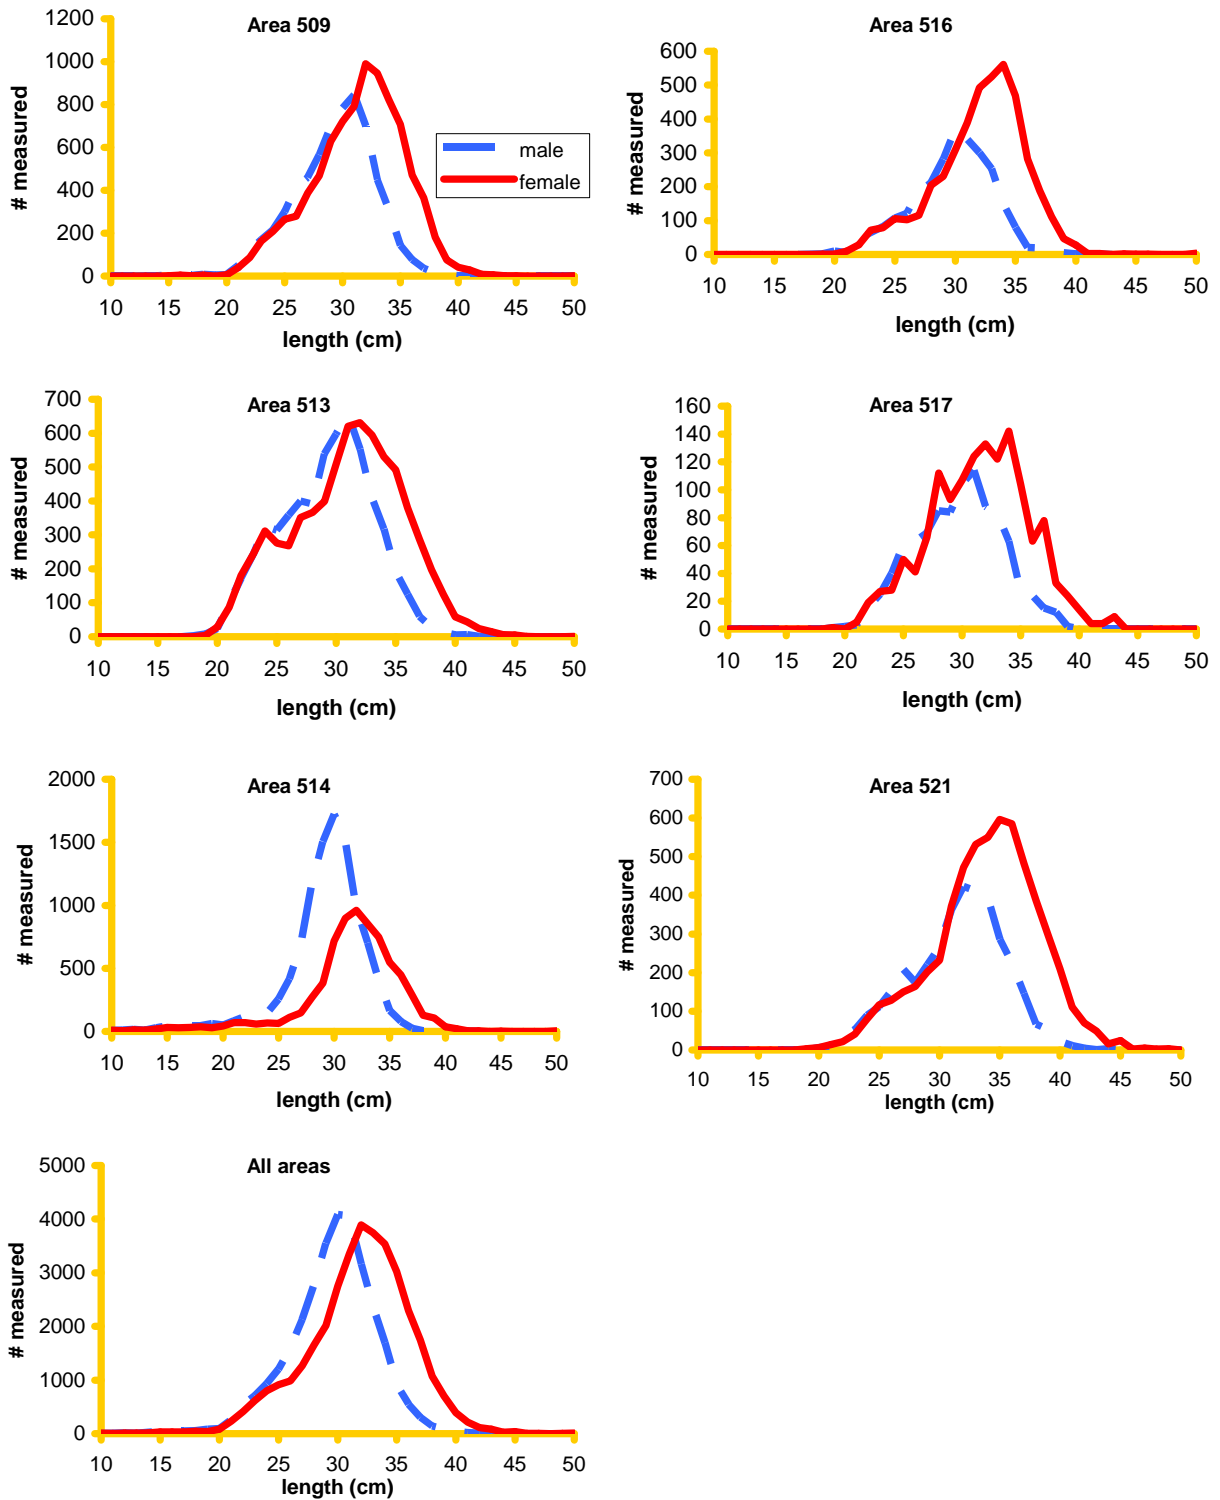 Area 509
1200
1000
800
600
400
200
0
# measured
male
female
10 15 20 25 30 35 40 45 50
length (cm)
Area 516
600
500
400
300
200
100
0
# measured
10 15 20 25 30 35 40 45 50
length (cm)
Area 513
700
600
500
400
300
200
100
0
# measured
10 15 20 25 30 35 40 45 50
length (cm)
Area 517
160
140
120
100
80
60
40
20
0
# measured
10 15 20 25 30 35 40 45 50
length (cm)
Area 514
2000
1500
1000
500
0
# measured
10 15 20 25 30 35 40 45 50
length (cm)
Area 521
700
600
500
400
300
200
100
0
# measured
10 15 20 25 30 35 40 45 50
length (cm)
All areas
5000
4000
3000
2000
1000
0
# measured
10 15 20 25 30 35 40 45 50
length (cm)